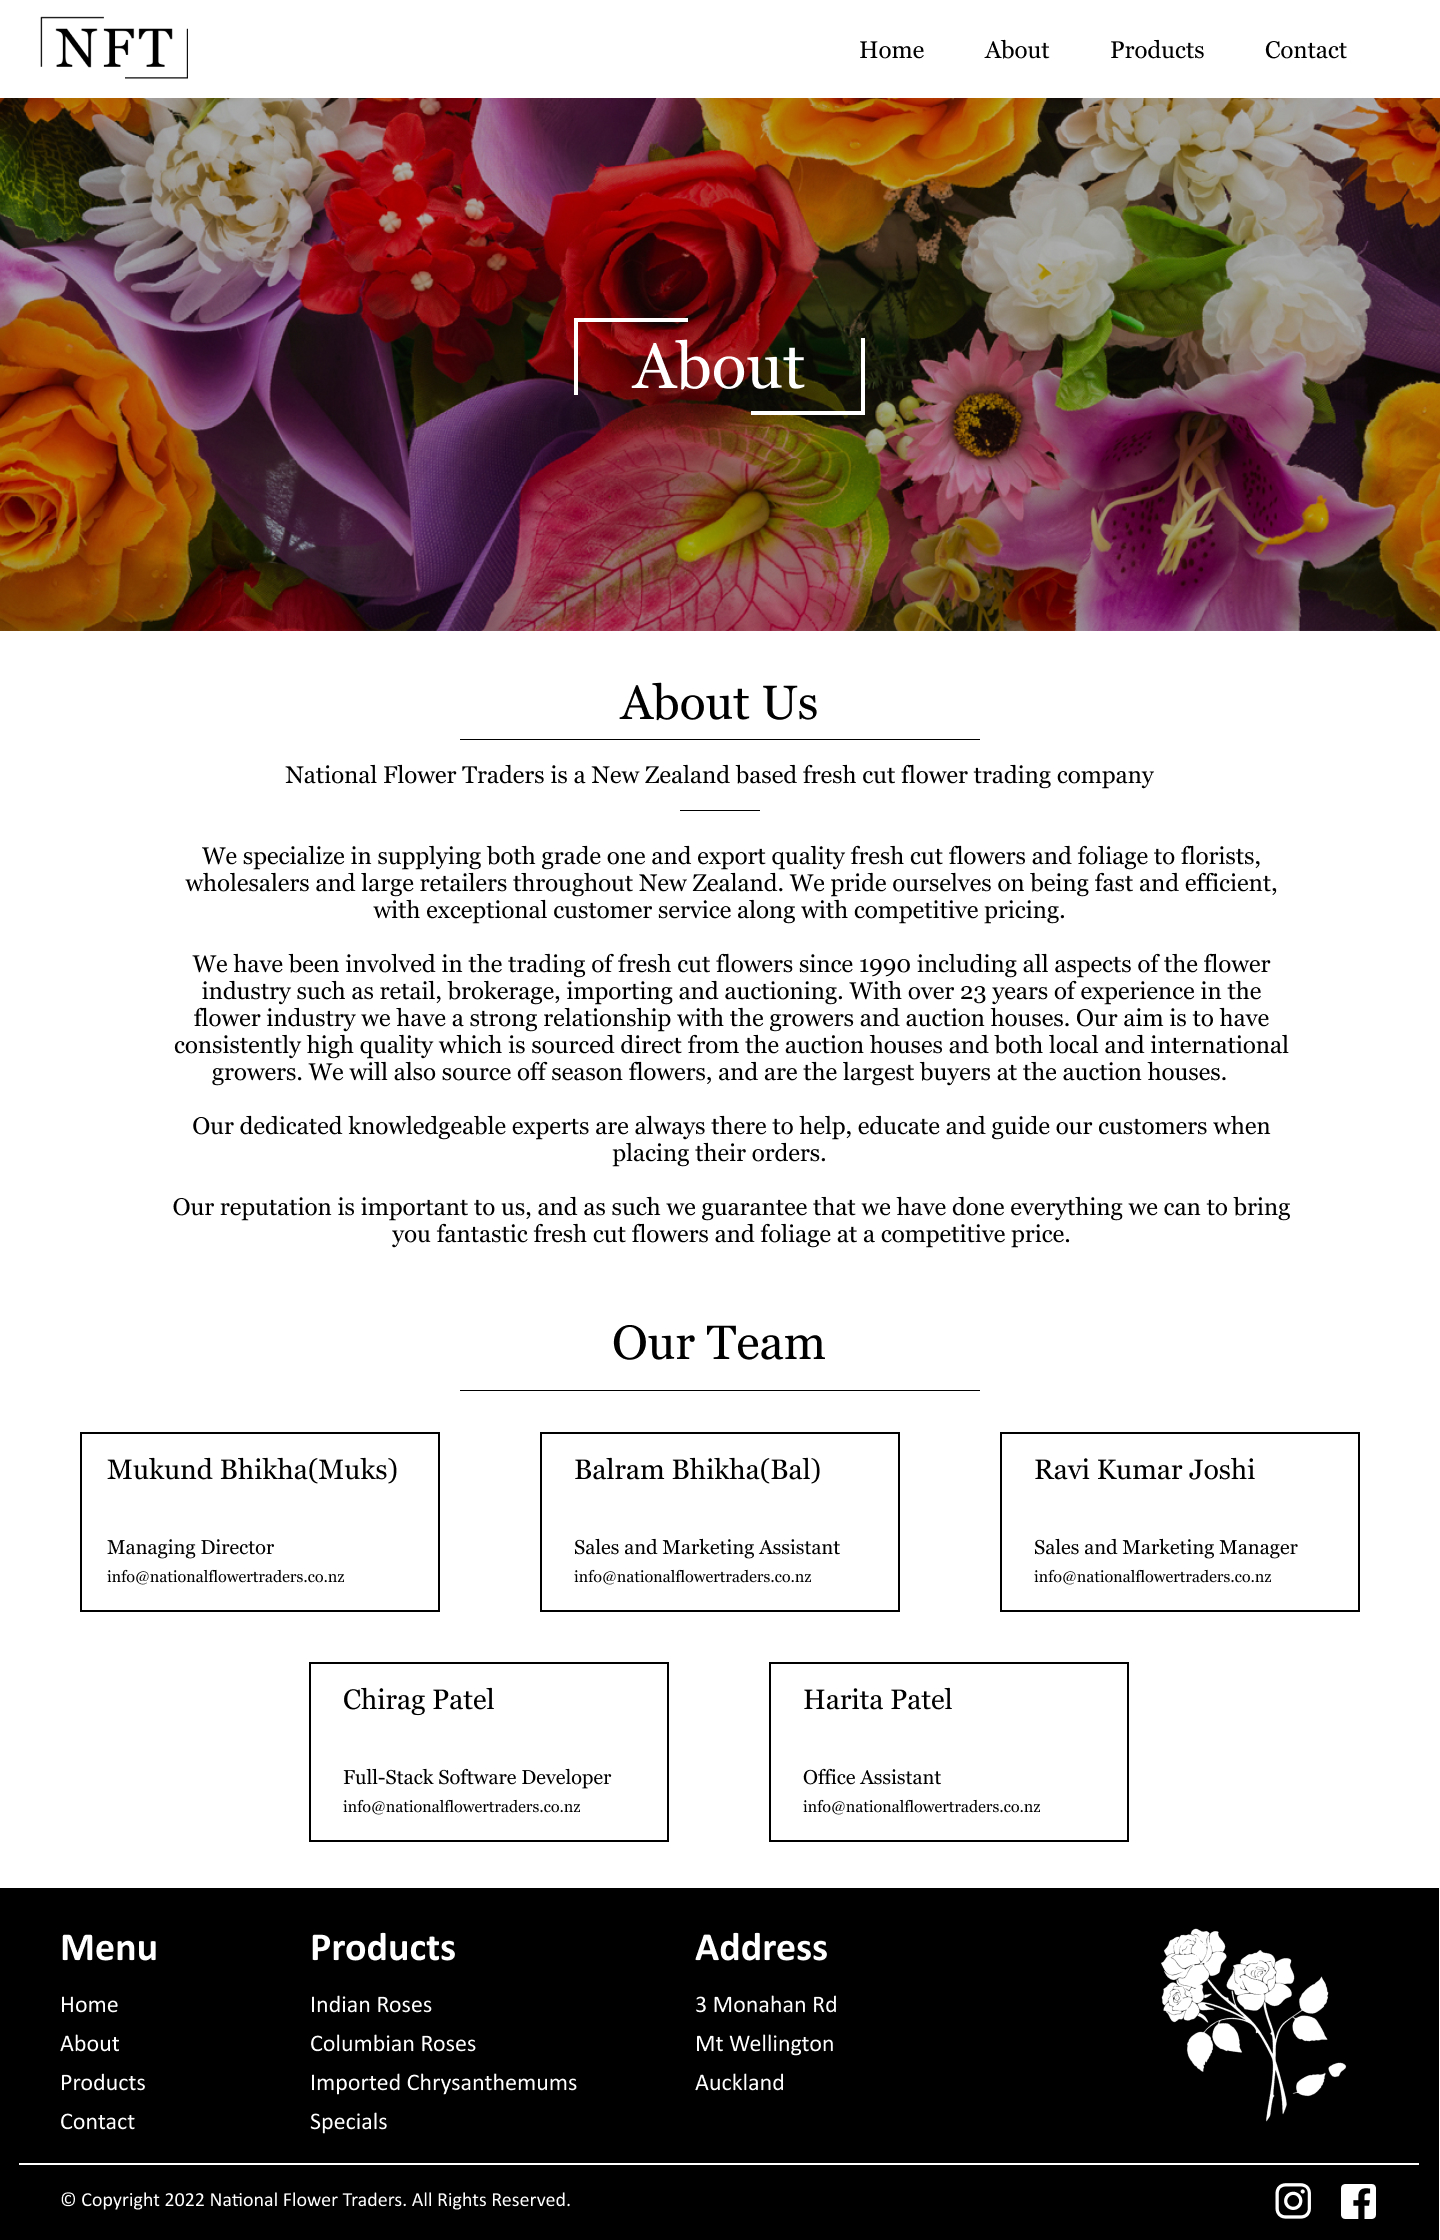 NFT
Home About Products Contact
About
About Us
National Flower Traders is a New Zealand based fresh cut flower trading company
We specialize in supplying both grade one and export quality fresh cut flowers and foliage to florists,
wholesalers and large retailers throughout New Zealand. We pride ourselves on being fast and efficient,
with exceptional customer service along with competitive pricing.
We have been involved in the trading of fresh cut flowers since 1990 including all aspects of the flower
industry such as retail, brokerage, importing and auctioning. With over 23 years of experience in the
flower industry we have a strong relationship with the growers and auction houses. Our aim is to have
consistently high quality which is sourced direct from the auction houses and both local and international
growers. We will also source off season flowers, and are the largest buyers at the auction houses.
Our dedicated knowledgeable experts are always there to help, educate and guide our customers when
placing their orders.
Our reputation is important to us, and as such we guarantee that we have done everything we can to bring
you fantastic fresh cut flowers and foliage at a competitive price.
Our Team
Mukund Bhikha(Muks)
Managing Director
info@nationalflowertraders.co.nz
Balram Bhikha(Bal)
Sales and Marketing Assistant
info@nationalflowertraders.co.nz
Ravi Kumar Joshi
Sales and Marketing Manager
info@nationalflowertraders.co.nz
Chirag Patel
Full-Stack Software Developer
info@nationalflowertraders.co.nz
Harita Patel
Office Assistant
info@nationalflowertraders.co.nz
Menu
Home
About
Products
Contact
Products
Indian Roses
Columbian Roses
Imported Chrysanthemums
Specials
Address
3 Monahan Rd
Mt Wellington
Auckland
© Copyright 2022 National Flower Traders. All Rights Reserved.